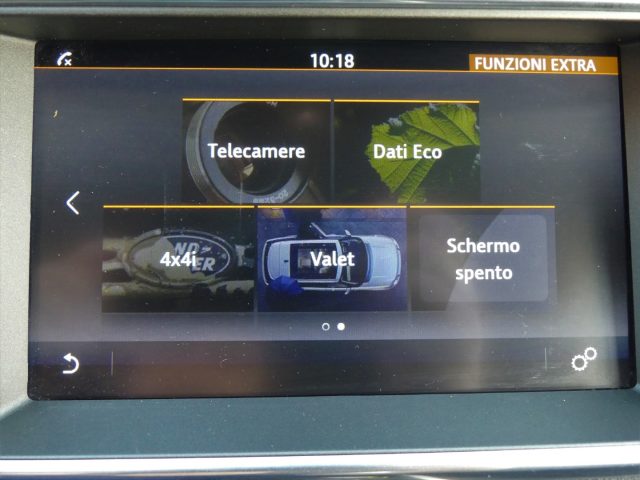 10:18
FUNZIONI EXTRA
Telecamere
Dati Eco
4x4i
Valet
Schermo
spento